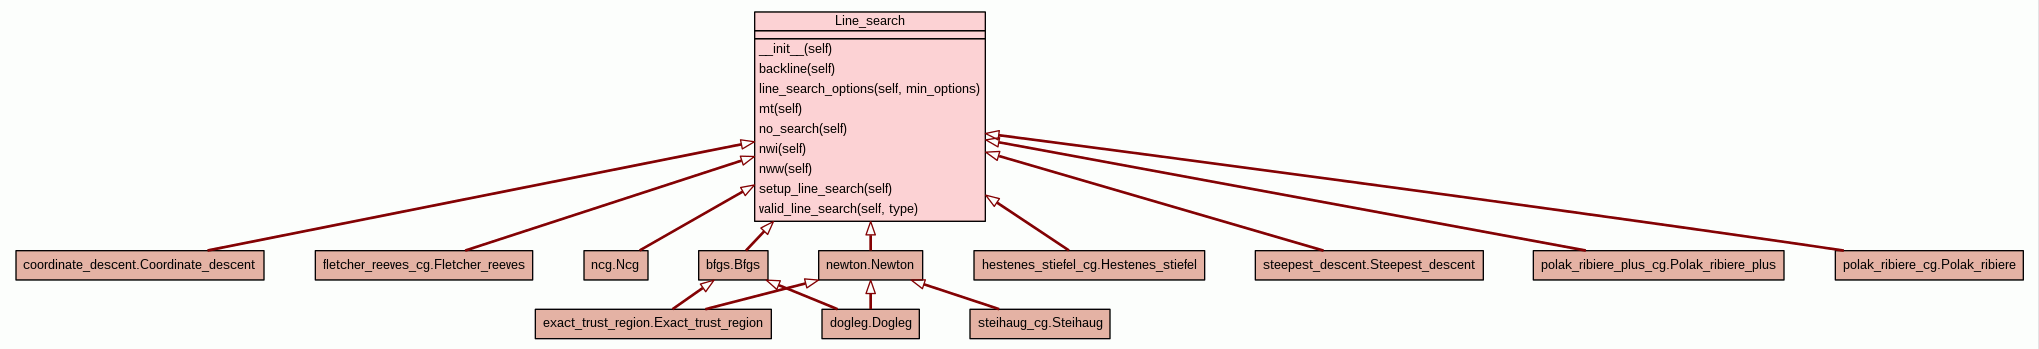 Line_search
__init__(self)
backline(self)
line_search_options(self, min_options)
mt(self)
no_search(self)
nwi(self)
nww(self)
setup_line_search(self)
valid_line_search(self, type)
coordinate_descent.Coordinate_descent
fletcher_reeves_cg.Fletcher_reeves
ncg.Ncg
bfgs.Bfgs
newton.Newton
hestenes_stiefel_cg.Hestenes_stiefel
steepest_descent.Steepest_descent
polak_ribiere_plus_cg.Polak_ribiere_plus
polak_ribiere_cg.Polak_ribiere
exact_trust_region.Exact_trust_region
dogleg.Dogleg
steihaug_cg.Steihaug